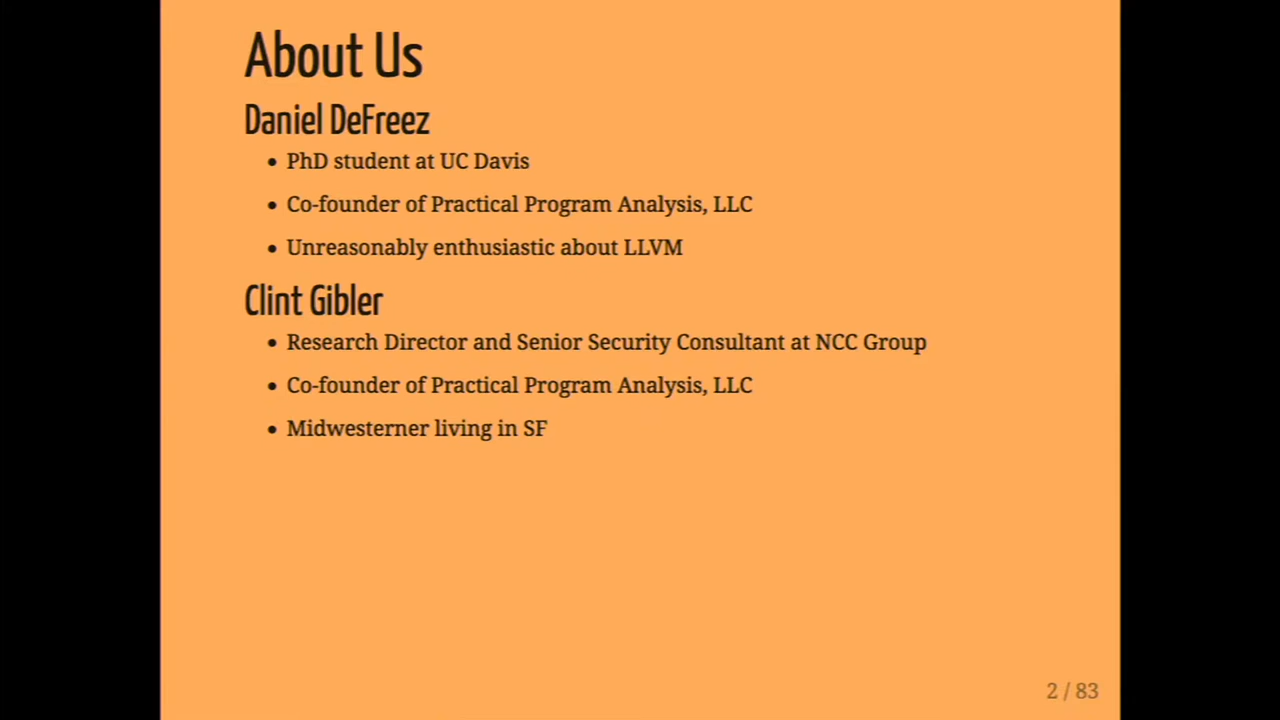 About Us
Daniel DeFreez
• PhD student at UC Davis
• Co-founder of Practical Program Analysis, LLC
• Unreasonably enthusiastic about LLVM
Clint Gibler
• Research Director and Senior Security Consultant at NCC Group
• Co-founder of Practical Program Analysis, LLC
• Midwesterner living in SF
2 / 83